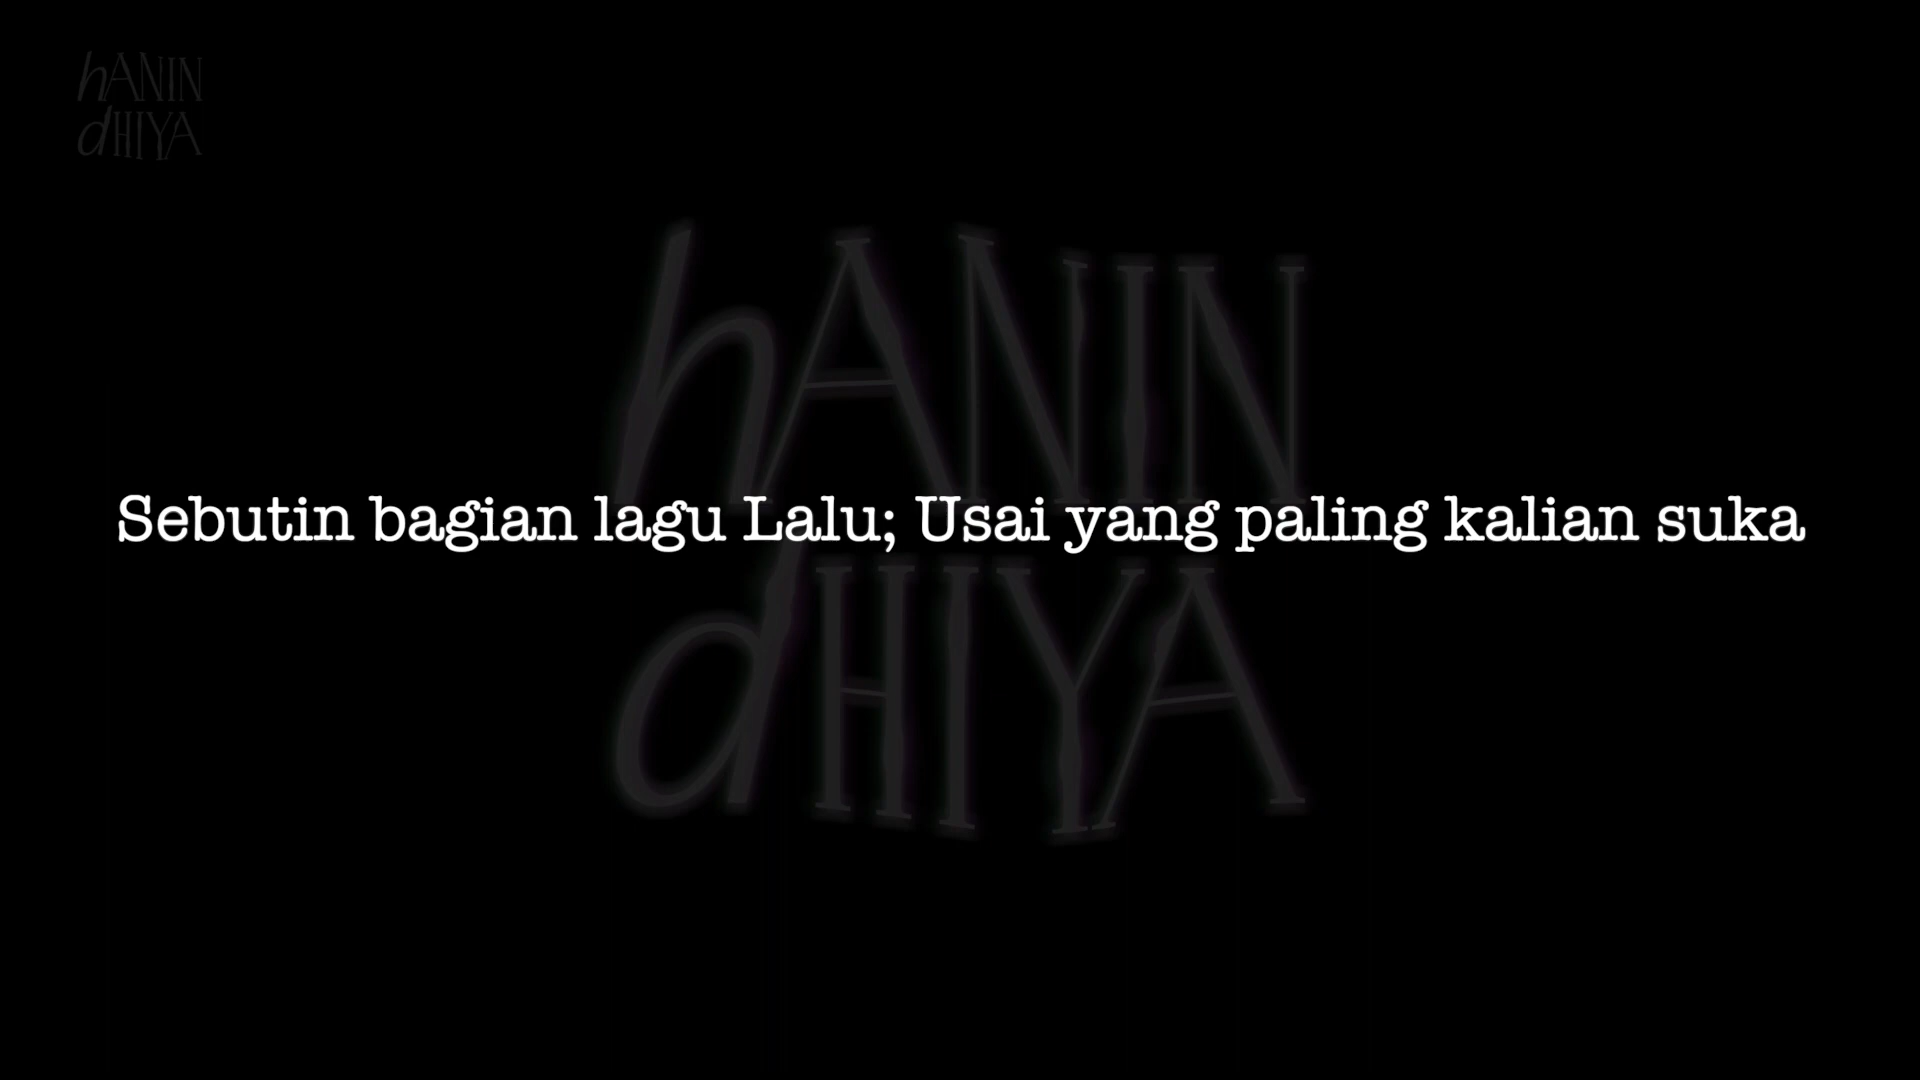 hANIN
dHIYA
hANIN
Sebutin bagian lagu Lalu; Usai yang paling kalian suka
dHIYA